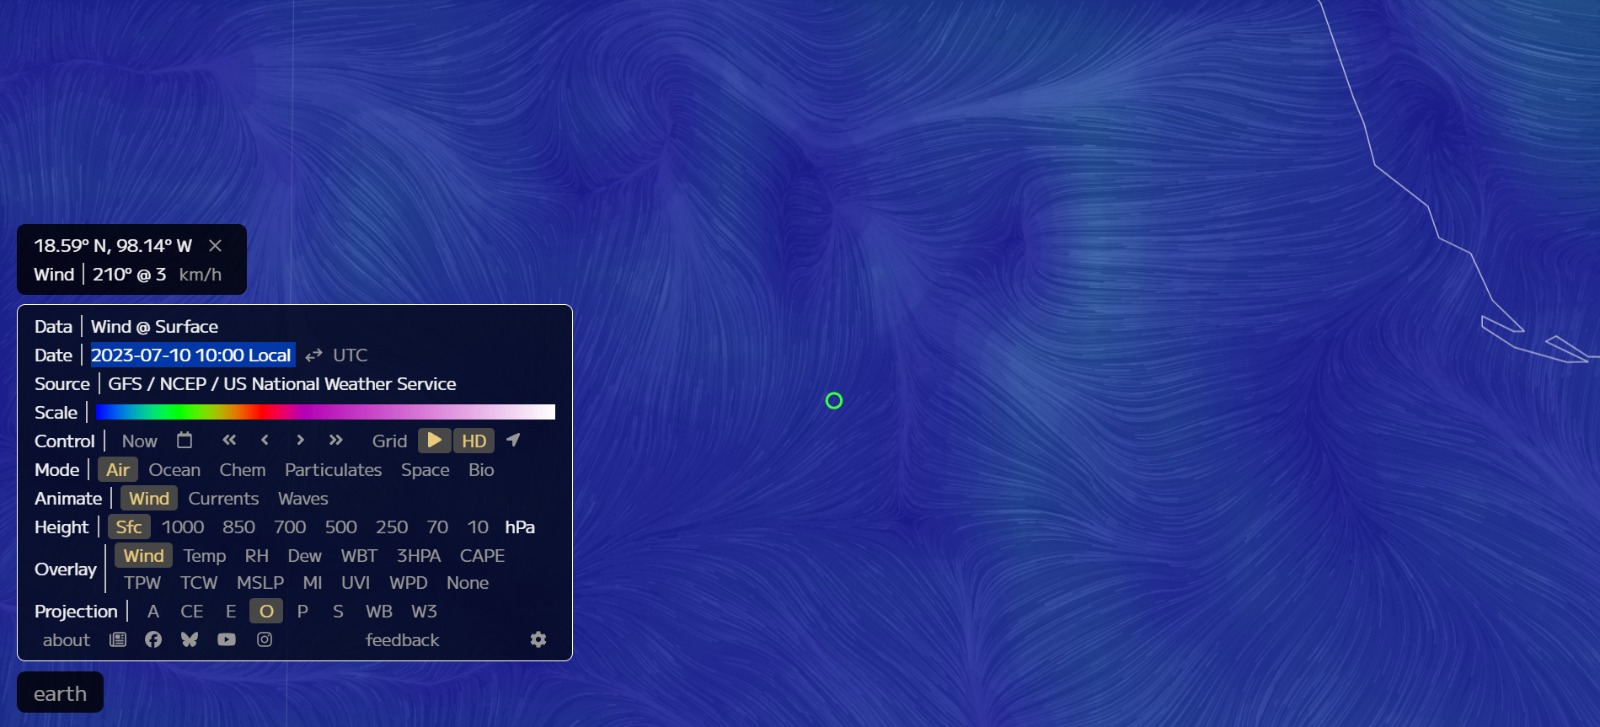 18.59° N, 98.14° W ×
Wind | 210° @ 3 km/h
Data | Wind @ Surface
Date | 2023-07-10 10:00 Local ⇄ UTC
Source | GFS / NCEP / US National Weather Service
Scale |
Control | Now « ‹ › » Grid HD
Mode | Air Ocean Chem Particulates Space Bio
Animate | Wind Currents Waves
Height | Sfc 1000 850 700 500 250 70 10 hPa
Overlay | Wind Temp RH Dew WBT 3HPA CAPE
TPW TCW MSLP MI UVI WPD None
Projection | A CE E O P S WB W3
about feedback
earth